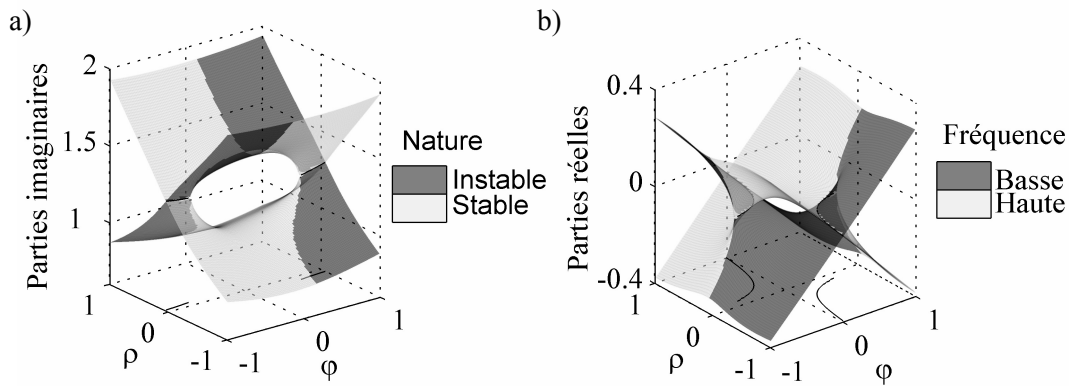 a)
Parties imaginaires
2
1.5
1
1
0
-1
ρ
-1
0
1
φ
Nature
Instable
Stable
b)
Parties réelles
0.4
0
-0.4
1
0
-1
ρ
-1
0
1
φ
Fréquence
Basse
Haute